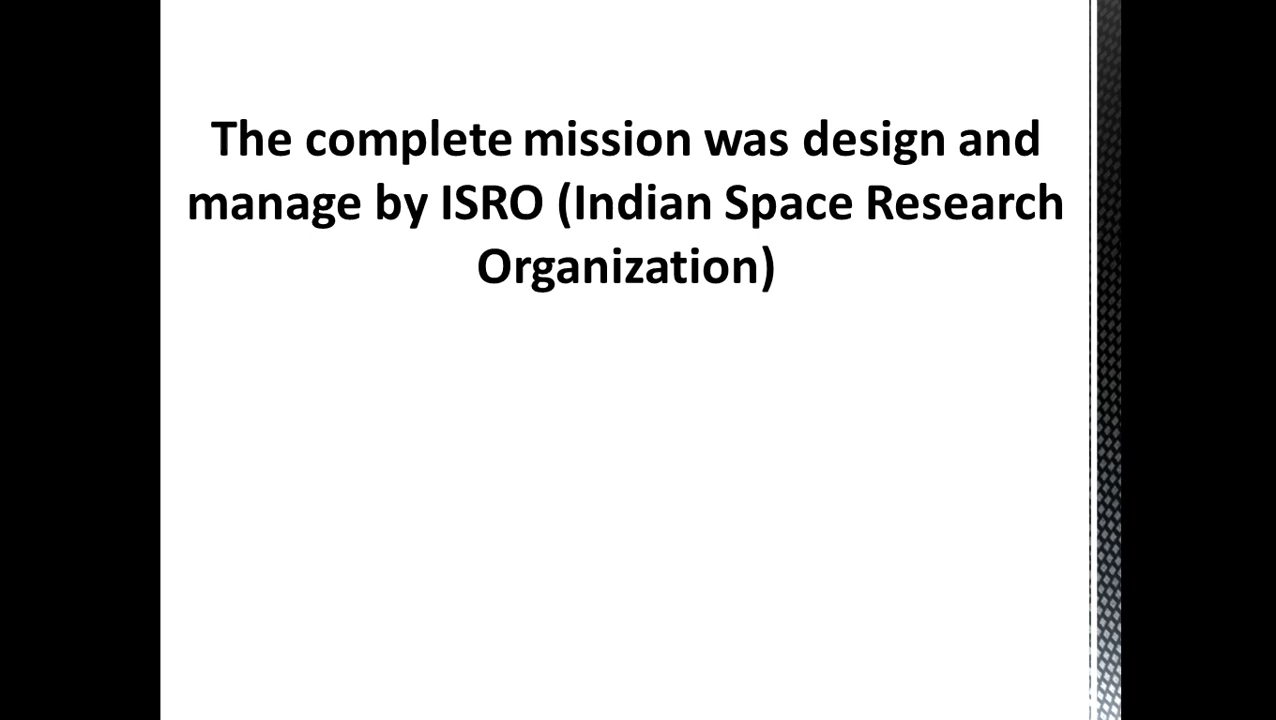 The complete mission was design and
manage by ISRO (Indian Space Research
Organization)